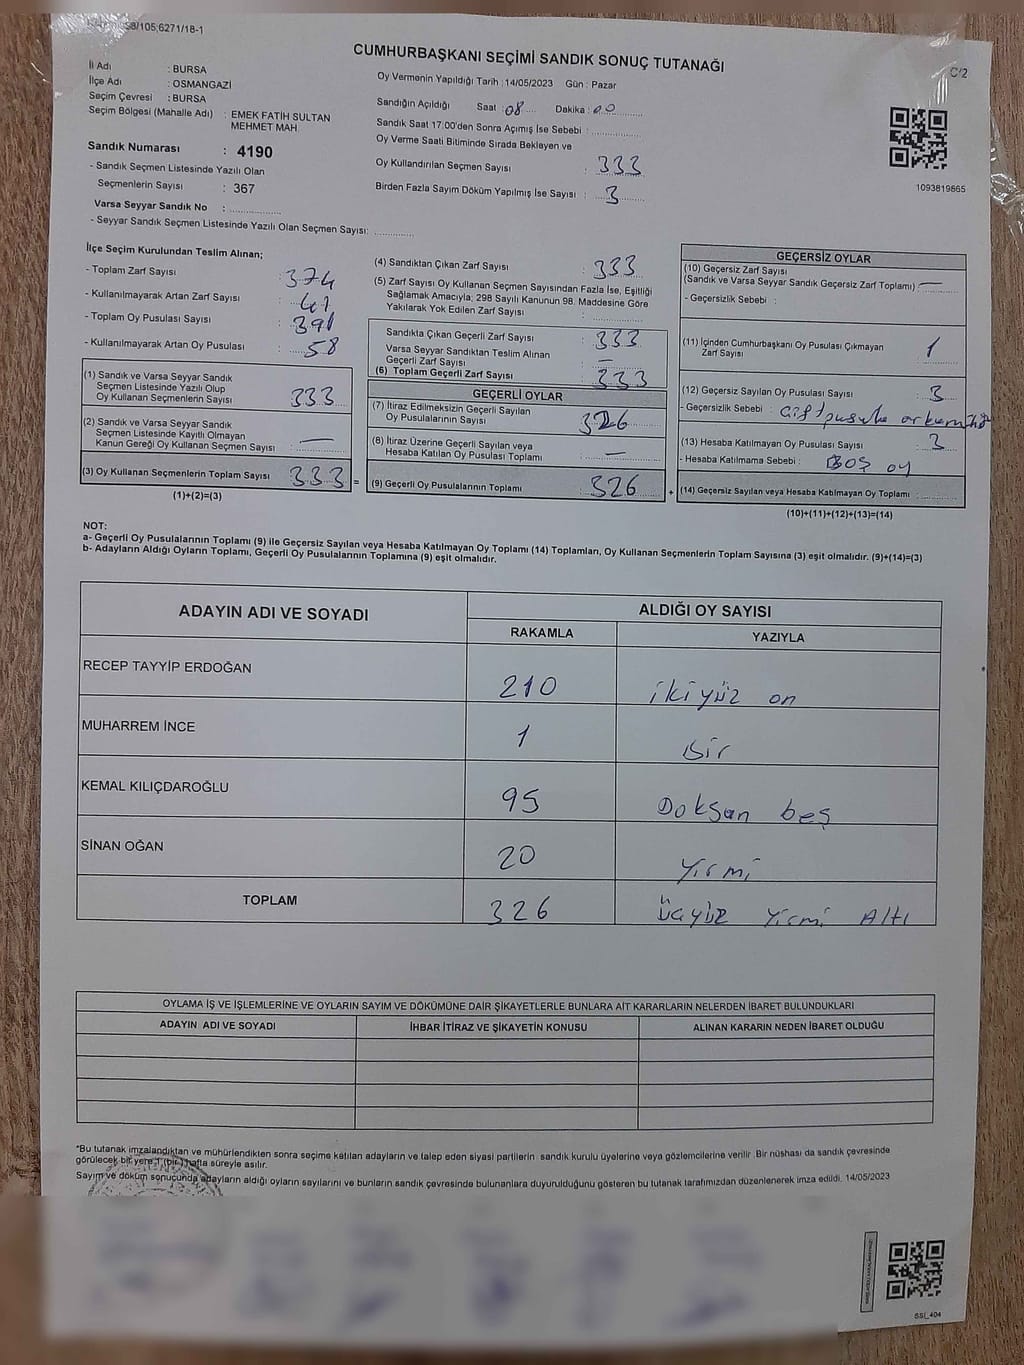 CUMHURBAŞKANI SEÇİMİ SANDIK SONUÇ TUTANAĞI
C/2
İl Adı : BURSA
İlçe Adı : OSMANGAZİ
Seçim Çevresi : BURSA
Seçim Bölgesi (Mahalle Adı) : EMEK FATİH SULTAN
MEHMET MAH
Sandık Numarası : 4190
- Sandık Seçmen Listesinde Yazılı Olan
Seçmenlerin Sayısı : 367
Varsa Seyyar Sandık No : ..............
- Seyyar Sandık Seçmen Listesinde Yazılı Olan Seçmen Sayısı: ..............
Oy Vermenin Yapıldığı Tarih : 14/05/2023 Gün : Pazar
Sandığın Açıldığı Saat : 08 Dakika : 00
Sandık Saat 17:00'den Sonra Açımış İse Sebebi : ..............
Oy Verme Saati Bitiminde Sırada Bekleyen ve
Oy Kullandırılan Seçmen Sayısı : 333
Birden Fazla Sayım Döküm Yapılmış İse Sayısı : 3
1093819665
İlçe Seçim Kurulundan Teslim Alınan;
- Toplam Zarf Sayısı : 374
- Kullanılmayarak Artan Zarf Sayısı : 41
- Toplam Oy Pusulası Sayısı : 391
- Kullanılmayarak Artan Oy Pusulası : 58
(1) Sandık ve Varsa Seyyar Sandık
Seçmen Listesinde Yazılı Olup
Oy Kullanan Seçmenlerin Sayısı : 333
(2) Sandık ve Varsa Seyyar Sandık
Seçmen Listesinde Kayıtlı Olmayan
Kanun Gereği Oy Kullanan Seçmen Sayısı : —
(3) Oy Kullanan Seçmenlerin Toplam Sayısı : 333 =
(1)+(2)=(3)
(4) Sandıktan Çıkan Zarf Sayısı : 333
(5) Zarf Sayısı Oy Kullanan Seçmen Sayısından Fazla İse, Eşitliği
Sağlamak Amacıyla; 298 Sayılı Kanunun 98. Maddesine Göre
Yakılarak Yok Edilen Zarf Sayısı : ..............
Sandıkta Çıkan Geçerli Zarf Sayısı : 333
Varsa Seyyar Sandıktan Teslim Alınan
Geçerli Zarf Sayısı : —
(6) Toplam Geçerli Zarf Sayısı : 333
GEÇERLİ OYLAR
(7) İtiraz Edilmeksizin Geçerli Sayılan
Oy Pusulalarının Sayısı : 326
(8) İtiraz Üzerine Geçerli Sayılan veya
Hesaba Katılan Oy Pusulası Toplamı : —
(9) Geçerli Oy Pusulalarının Toplamı : 326 +
GEÇERSİZ OYLAR
(10) Geçersiz Zarf Sayısı
(Sandık ve Varsa Seyyar Sandık Geçersiz Zarf Toplamı) : —
- Geçersizlik Sebebi :
(11) İçinden Cumhurbaşkanı Oy Pusulası Çıkmayan
Zarf Sayısı : 1
(12) Geçersiz Sayılan Oy Pusulası Sayısı : 3
- Geçersizlik Sebebi : Çift pusula
(13) Hesaba Katılmayan Oy Pusulası Sayısı : 3
- Hesaba Katılmama Sebebi : BOŞ oy
(14) Geçersiz Sayılan veya Hesaba Katılmayan Oy Toplamı : ..............
(10)+(11)+(12)+(13)=(14)
NOT:
a- Geçerli Oy Pusulalarının Toplamı (9) ile Geçersiz Sayılan veya Hesaba Katılmayan Oy Toplamı (14) Toplamları, Oy Kullanan Seçmenlerin Toplam Sayısına (3) eşit olmalıdır. (9)+(14)=(3)
b- Adayların Aldığı Oyların Toplamı, Geçerli Oy Pusulalarının Toplamına (9) eşit olmalıdır.
ADAYIN ADI VE SOYADI ALDIĞI OY SAYISI
RAKAMLA YAZIYLA
RECEP TAYYİP ERDOĞAN 210 ikiyüz on
MUHARREM İNCE 1 Bir
KEMAL KILIÇDAROĞLU 95 Doksan beş
SİNAN OĞAN 20 Yirmi
TOPLAM 326 Üçyüz Yirmi Altı
OYLAMA İŞ VE İŞLEMLERİNE VE OYLARIN SAYIM VE DÖKÜMÜNE DAİR ŞİKAYETLERLE BUNLARA AİT KARARLARIN NELERDEN İBARET BULUNDUKLARI
ADAYIN ADI VE SOYADI İHBAR İTİRAZ VE ŞİKAYETİN KONUSU ALINAN KARARIN NEDEN İBARET OLDUĞU
*Bu tutanak imzalandıktan ve mühürlendikten sonra seçime katılan adayların ve talep eden siyasi partilerin sandık kurulu üyelerine veya gözlemcilerine verilir .Bir nüshası da sandık çevresinde
görülecek bir yere 1 (bir) hafta süreyle asılır.
Sayım ve döküm sonucunda adayların aldığı oyların sayılarını ve bunların sandık çevresinde bulunanlara duyurulduğunu gösteren bu tutanak tarafımızdan düzenlenerek imza edildi. 14/05/2023
SSİ_404